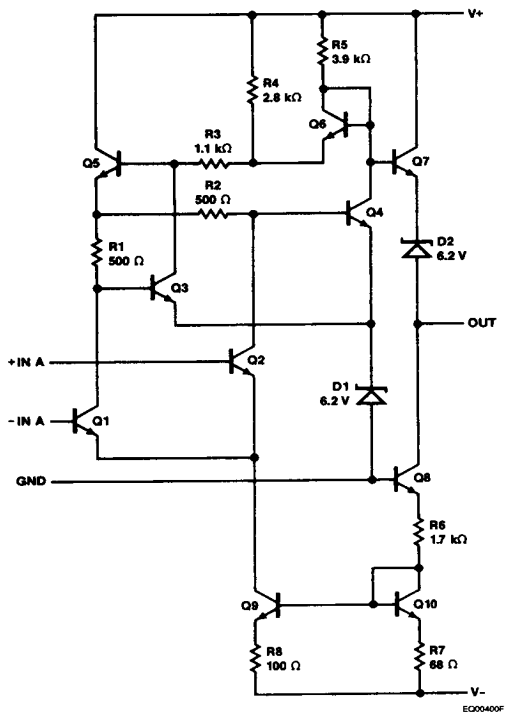 V+
R5
3.9 kΩ
R4
2.8 kΩ
Q6
R3
1.1 kΩ
Q5
Q7
R2
500 Ω
Q4
D2
6.2 V
R1
500 Ω
Q3
OUT
+IN A
Q2
D1
6.2 V
-IN A
Q1
GND
Q8
R6
1.7 kΩ
Q9
Q10
R8
100 Ω
R7
68 Ω
V-
EQ00400F